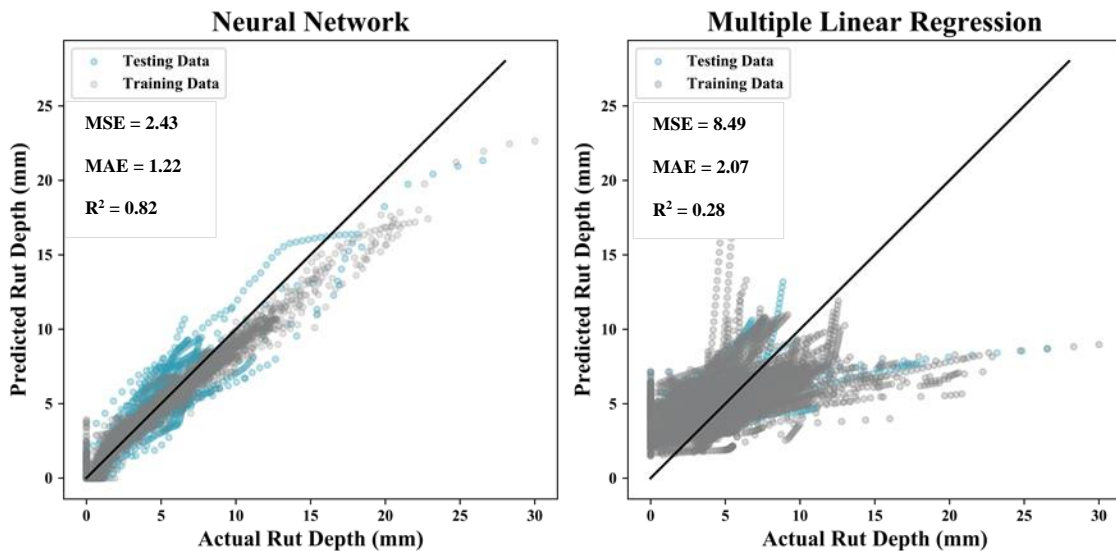 Neural Network
Testing Data
Training Data
MSE = 2.43
MAE = 1.22
R² = 0.82
Predicted Rut Depth (mm)
25
20
15
10
5
0
0 5 10 15 20 25 30
Actual Rut Depth (mm)
Multiple Linear Regression
Testing Data
Training Data
MSE = 8.49
MAE = 2.07
R² = 0.28
Predicted Rut Depth (mm)
25
20
15
10
5
0
0 5 10 15 20 25 30
Actual Rut Depth (mm)